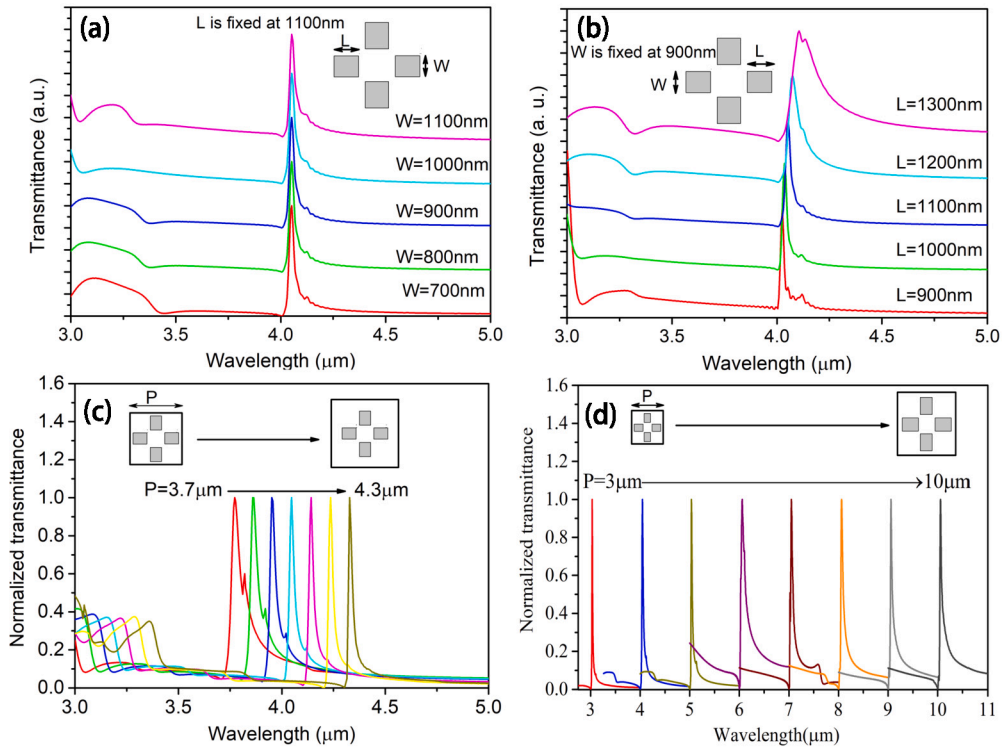 (a)
L is fixed at 1100nm
L
W
W=1100nm
W=1000nm
W=900nm
W=800nm
W=700nm
Transmittance (a.u.)
3.0 3.5 4.0 4.5 5.0
Wavelength (μm)
(b)
W is fixed at 900nm
L
W
L=1300nm
L=1200nm
L=1100nm
L=1000nm
L=900nm
Transmittance (a. u.)
3.0 3.5 4.0 4.5 5.0
Wavelength (μm)
(c)
P
P=3.7μm
4.3μm
Normalized transmittance
1.6
1.4
1.2
1.0
0.8
0.6
0.4
0.2
0.0
3.0 3.5 4.0 4.5 5.0
Wavelength (μm)
(d)
P
P=3μm
10μm
Normalized transmittance
1.6
1.4
1.2
1.0
0.8
0.6
0.4
0.2
0.0
3 4 5 6 7 8 9 10 11
Wavelength(μm)